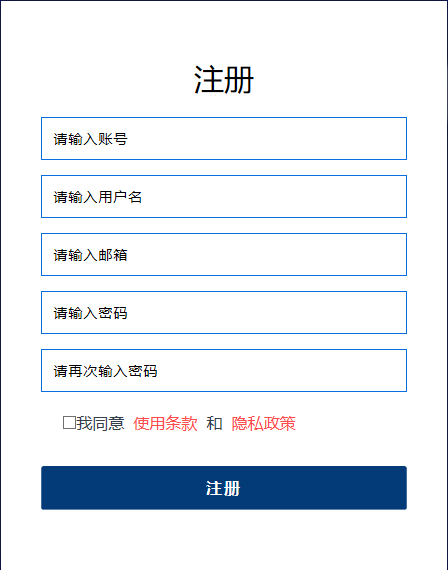 注册
请输入账号
请输入用户名
请输入邮箱
请输入密码
请再次输入密码
我同意 使用条款 和 隐私政策
注册